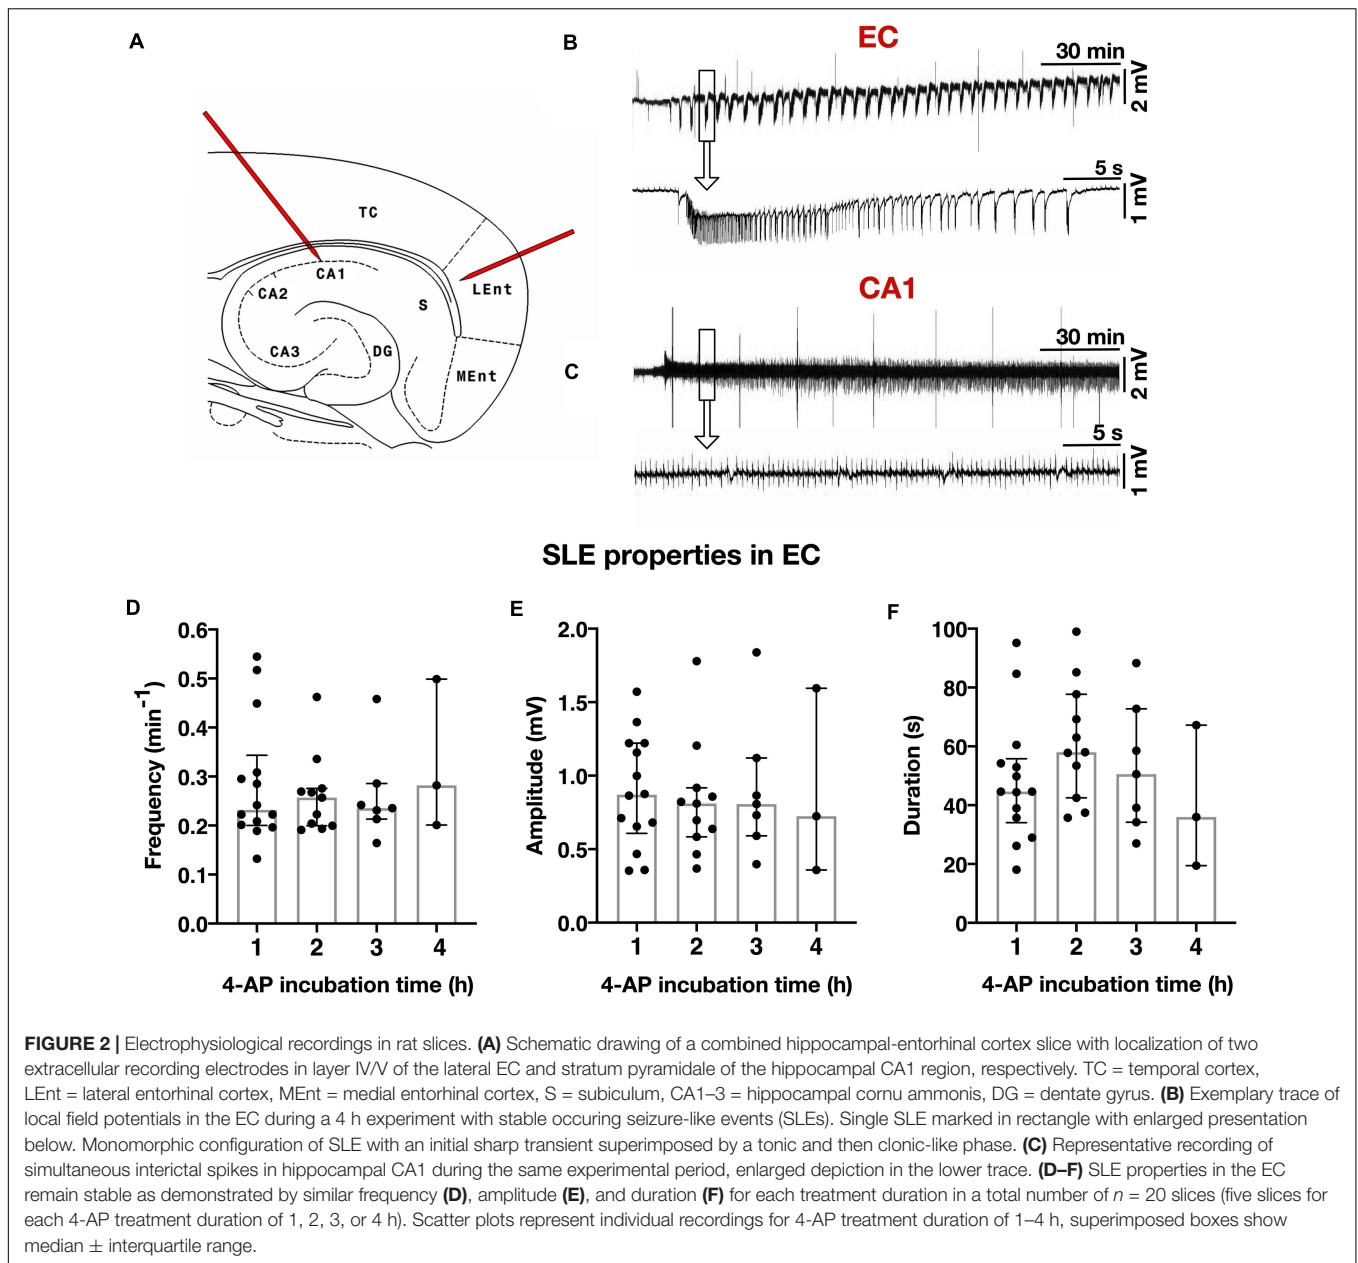 A
TC
CA1
CA2
CA3
DG
S
LEnt
MEnt
B
EC
30 min
2 mV
5 s
1 mV
CA1
C
30 min
2 mV
5 s
1 mV
SLE properties in EC
D
Frequency (min⁻¹)
0.6
0.5
0.4
0.3
0.2
0.1
0.0
1 2 3 4
4-AP incubation time (h)
E
Amplitude (mV)
2.0
1.5
1.0
0.5
0.0
1 2 3 4
4-AP incubation time (h)
F
Duration (s)
100
80
60
40
20
0
1 2 3 4
4-AP incubation time (h)
FIGURE 2 | Electrophysiological recordings in rat slices. (A) Schematic drawing of a combined hippocampal-entorhinal cortex slice with localization of two
extracellular recording electrodes in layer IV/V of the lateral EC and stratum pyramidale of the hippocampal CA1 region, respectively. TC = temporal cortex,
LEnt = lateral entorhinal cortex, MEnt = medial entorhinal cortex, S = subiculum, CA1–3 = hippocampal cornu ammonis, DG = dentate gyrus. (B) Exemplary trace of
local field potentials in the EC during a 4 h experiment with stable occuring seizure-like events (SLEs). Single SLE marked in rectangle with enlarged presentation
below. Monomorphic configuration of SLE with an initial sharp transient superimposed by a tonic and then clonic-like phase. (C) Representative recording of
simultaneous interictal spikes in hippocampal CA1 during the same experimental period, enlarged depiction in the lower trace. (D–F) SLE properties in the EC
remain stable as demonstrated by similar frequency (D), amplitude (E), and duration (F) for each treatment duration in a total number of n = 20 slices (five slices for
each 4-AP treatment duration of 1, 2, 3, or 4 h). Scatter plots represent individual recordings for 4-AP treatment duration of 1–4 h, superimposed boxes show
median ± interquartile range.